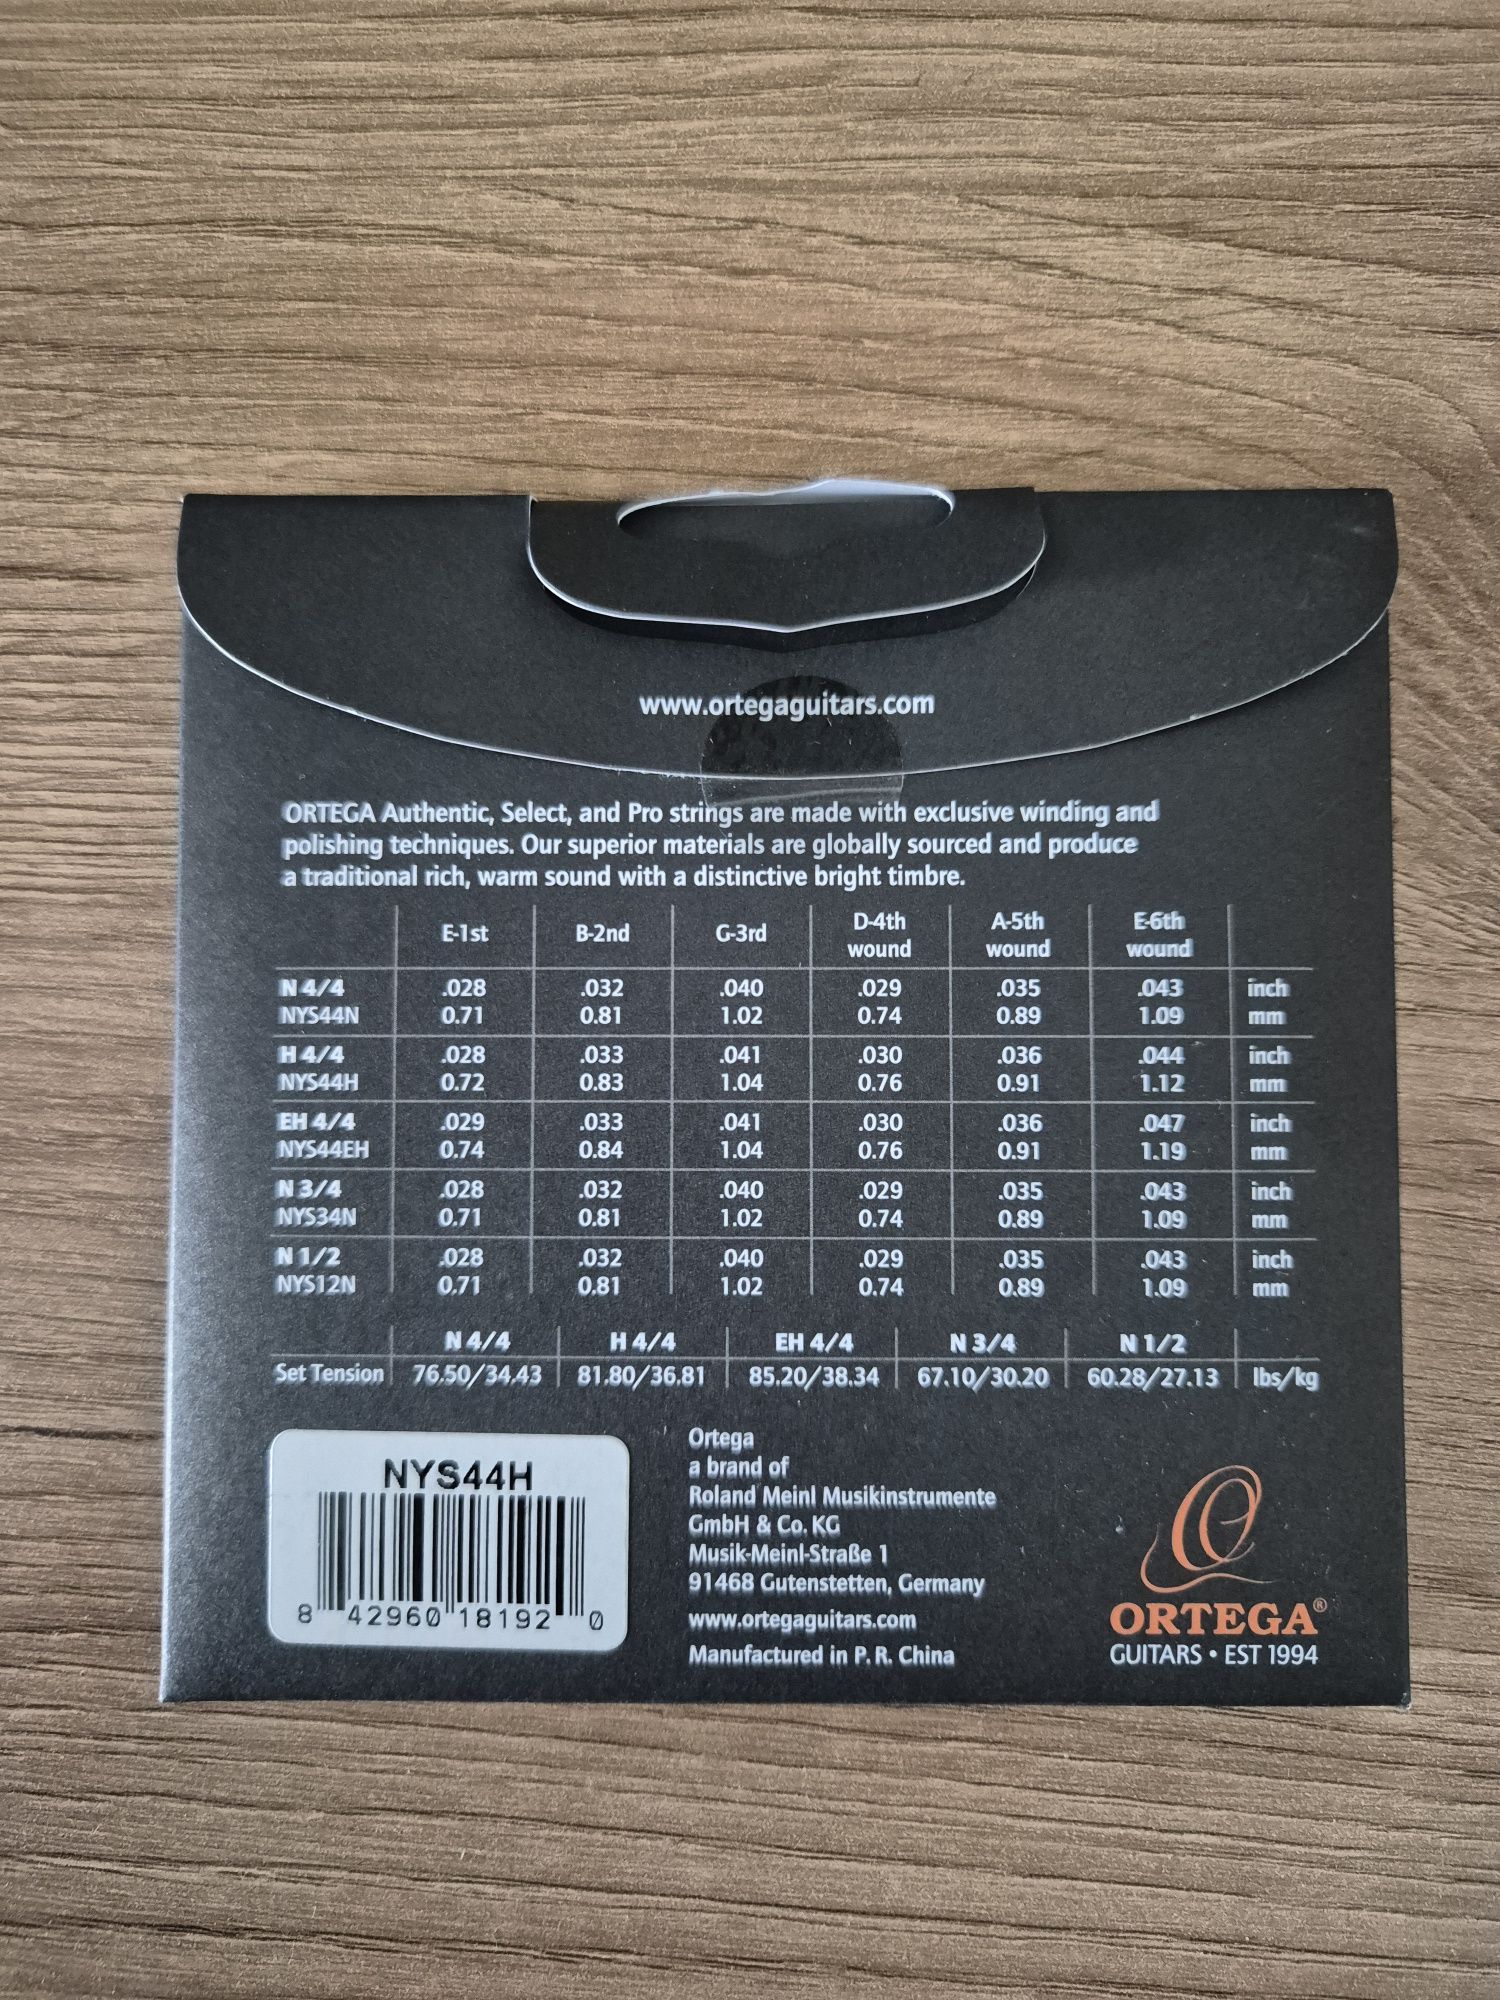 www.ortegaguitars.com
ORTEGA Authentic, Select, and Pro strings are made with exclusive winding and
polishing techniques. Our superior materials are globally sourced and produce
a traditional rich, warm sound with a distinctive bright timbre.
E-1st B-2nd G-3rd D-4th wound A-5th wound E-6th wound
N 4/4 .028 .032 .040 .029 .035 .043 inch
NYS44N 0.71 0.81 1.02 0.74 0.89 1.09 mm
H 4/4 .028 .033 .041 .030 .036 .044 inch
NYS44H 0.72 0.83 1.04 0.76 0.91 1.12 mm
EH 4/4 .029 .033 .041 .030 .036 .047 inch
NYS44EH 0.74 0.84 1.04 0.76 0.91 1.19 mm
N 3/4 .028 .032 .040 .029 .035 .043 inch
NYS34N 0.71 0.81 1.02 0.74 0.89 1.09 mm
N 1/2 .028 .032 .040 .029 .035 .043 inch
NYS12N 0.71 0.81 1.02 0.74 0.89 1.09 mm
N 4/4 H 4/4 EH 4/4 N 3/4 N 1/2
Set Tension 76.50/34.43 81.80/36.81 85.20/38.34 67.10/30.20 60.28/27.13 lbs/kg
NYS44H
8 42960 18192 0
Ortega
a brand of
Roland Meinl Musikinstrumente
GmbH & Co. KG
Musik-Meinl-Straße 1
91468 Gutenstetten, Germany
www.ortegaguitars.com
Manufactured in P. R. China
ORTEGA®
GUITARS • EST 1994